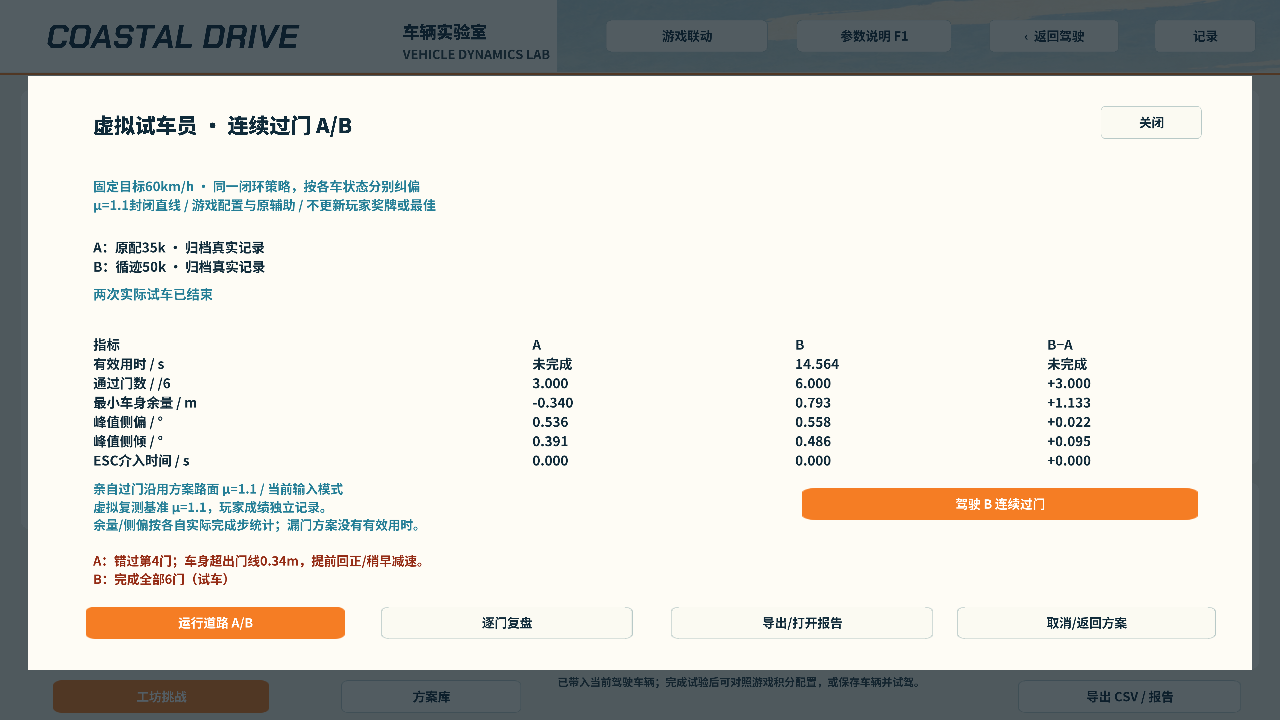 COASTAL DRIVE
车辆实验室
VEHICLE DYNAMICS LAB
游戏联动
参数说明 F1
‹ 返回驾驶
记录
虚拟试车员 · 连续过门 A/B
关闭
固定目标60km/h · 同一闭环策略，按各车状态分别纠偏
μ=1.1封闭直线 / 游戏配置与原辅助 / 不更新玩家奖牌或最佳
A：原配35k · 归档真实记录
B：循迹50k · 归档真实记录
两次实际试车已结束
指标 A B B−A
有效用时 / s 未完成 14.564 未完成
通过门数 / /6 3.000 6.000 +3.000
最小车身余量 / m -0.340 0.793 +1.133
峰值侧偏 / ° 0.536 0.558 +0.022
峰值侧倾 / ° 0.391 0.486 +0.095
ESC介入时间 / s 0.000 0.000 +0.000
亲自过门沿用方案路面 μ=1.1 / 当前输入模式
虚拟复测基准 μ=1.1，玩家成绩独立记录。
余量/侧偏按各自实际完成步统计；漏门方案没有有效用时。
驾驶 B 连续过门
A：错过第4门；车身超出门线0.34m，提前回正/稍早减速。
B：完成全部6门（试车）
运行道路 A/B
逐门复盘
导出/打开报告
取消/返回方案
工坊挑战
方案库
已带入当前驾驶车辆；完成试验后可对照游戏积分配置，或保存车辆并试驾。
导出 CSV / 报告